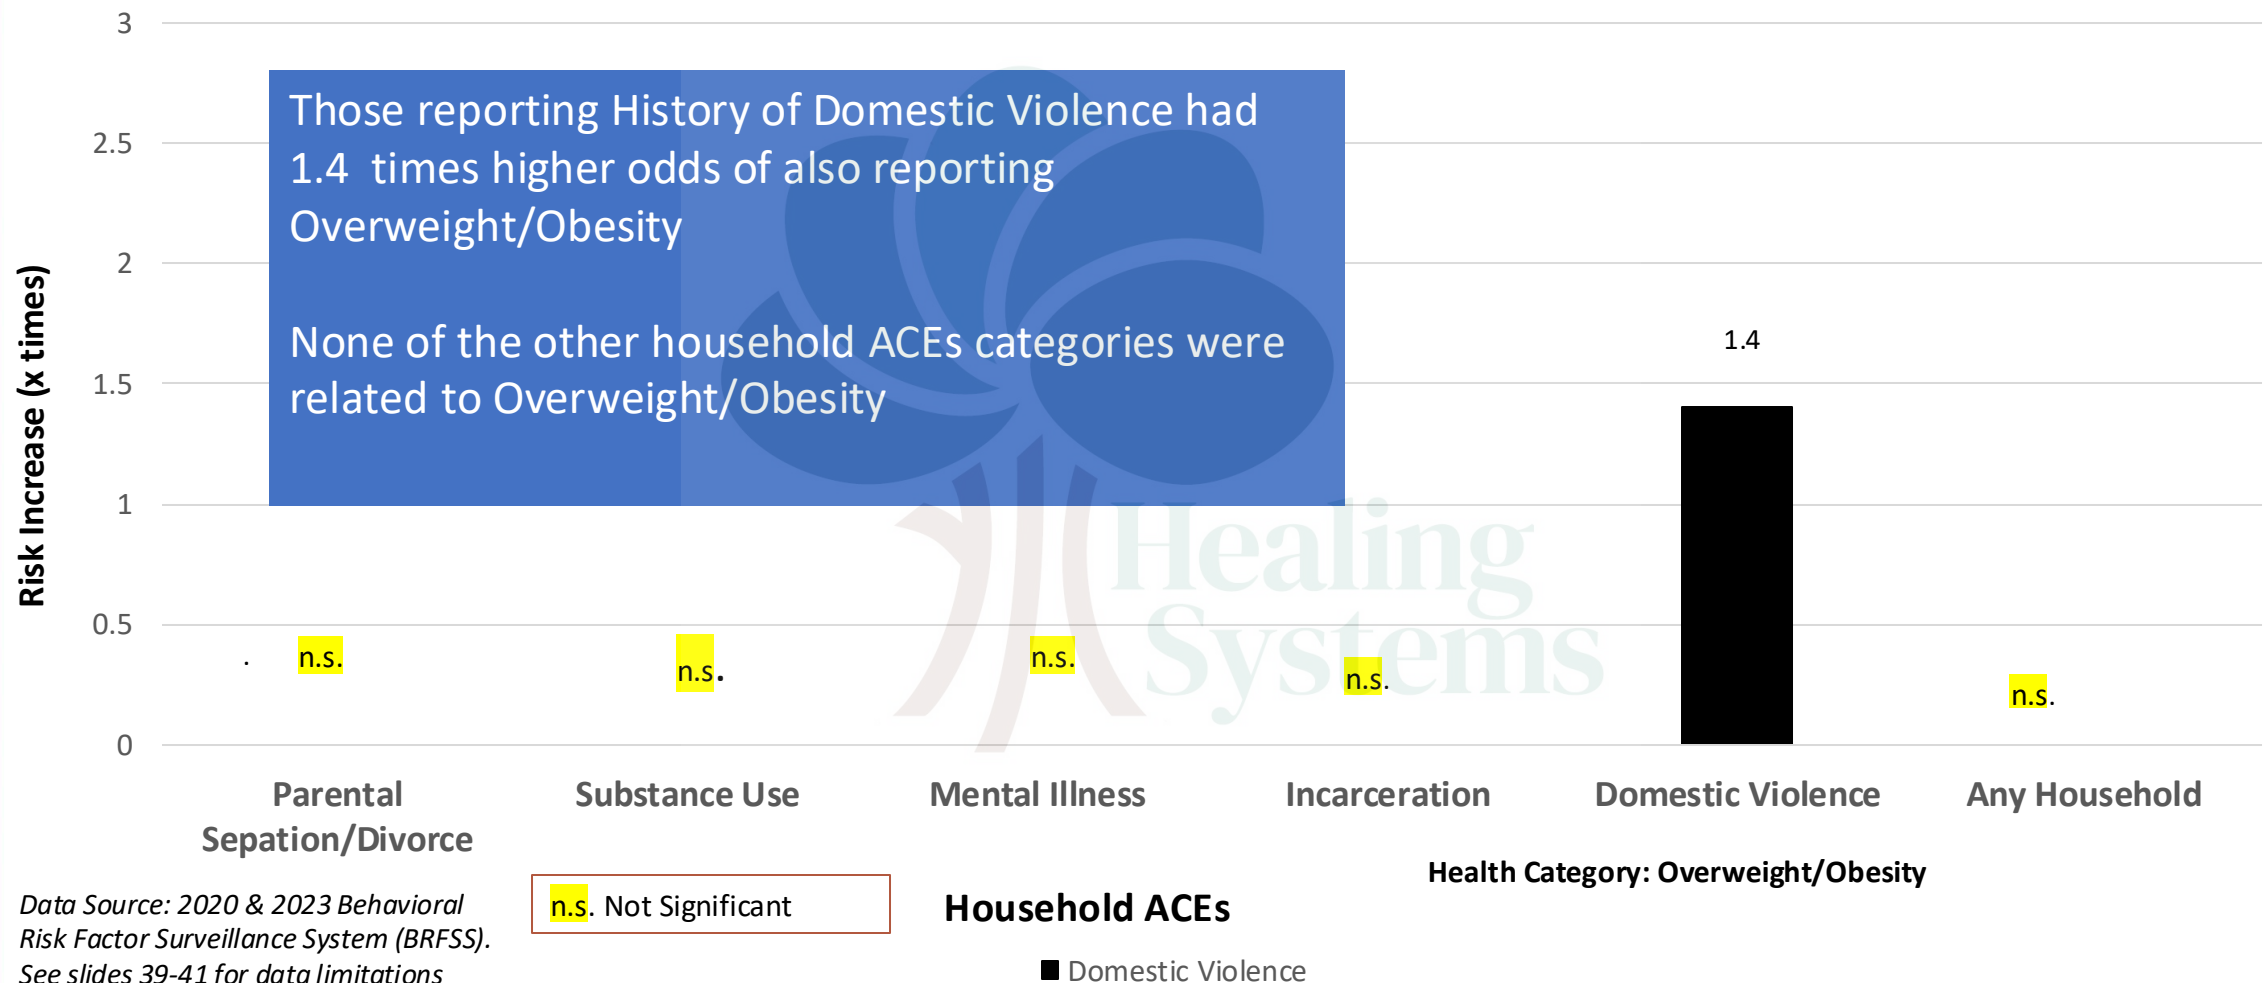 3
2.5
2
1.5
1
0.5
0
Risk Increase (x times)
Those reporting History of Domestic Violence had
1.4 times higher odds of also reporting
Overweight/Obesity
None of the other household ACEs categories were
related to Overweight/Obesity
Healing
Systems
1.4
. n.s.
n.s.
n.s.
n.s.
n.s.
Parental
Sepation/Divorce
Substance Use
Mental Illness
Incarceration
Domestic Violence
Any Household
Health Category: Overweight/Obesity
Data Source: 2020 & 2023 Behavioral
Risk Factor Surveillance System (BRFSS).
See slides 39-41 for data limitations
n.s. Not Significant
Household ACEs
Domestic Violence